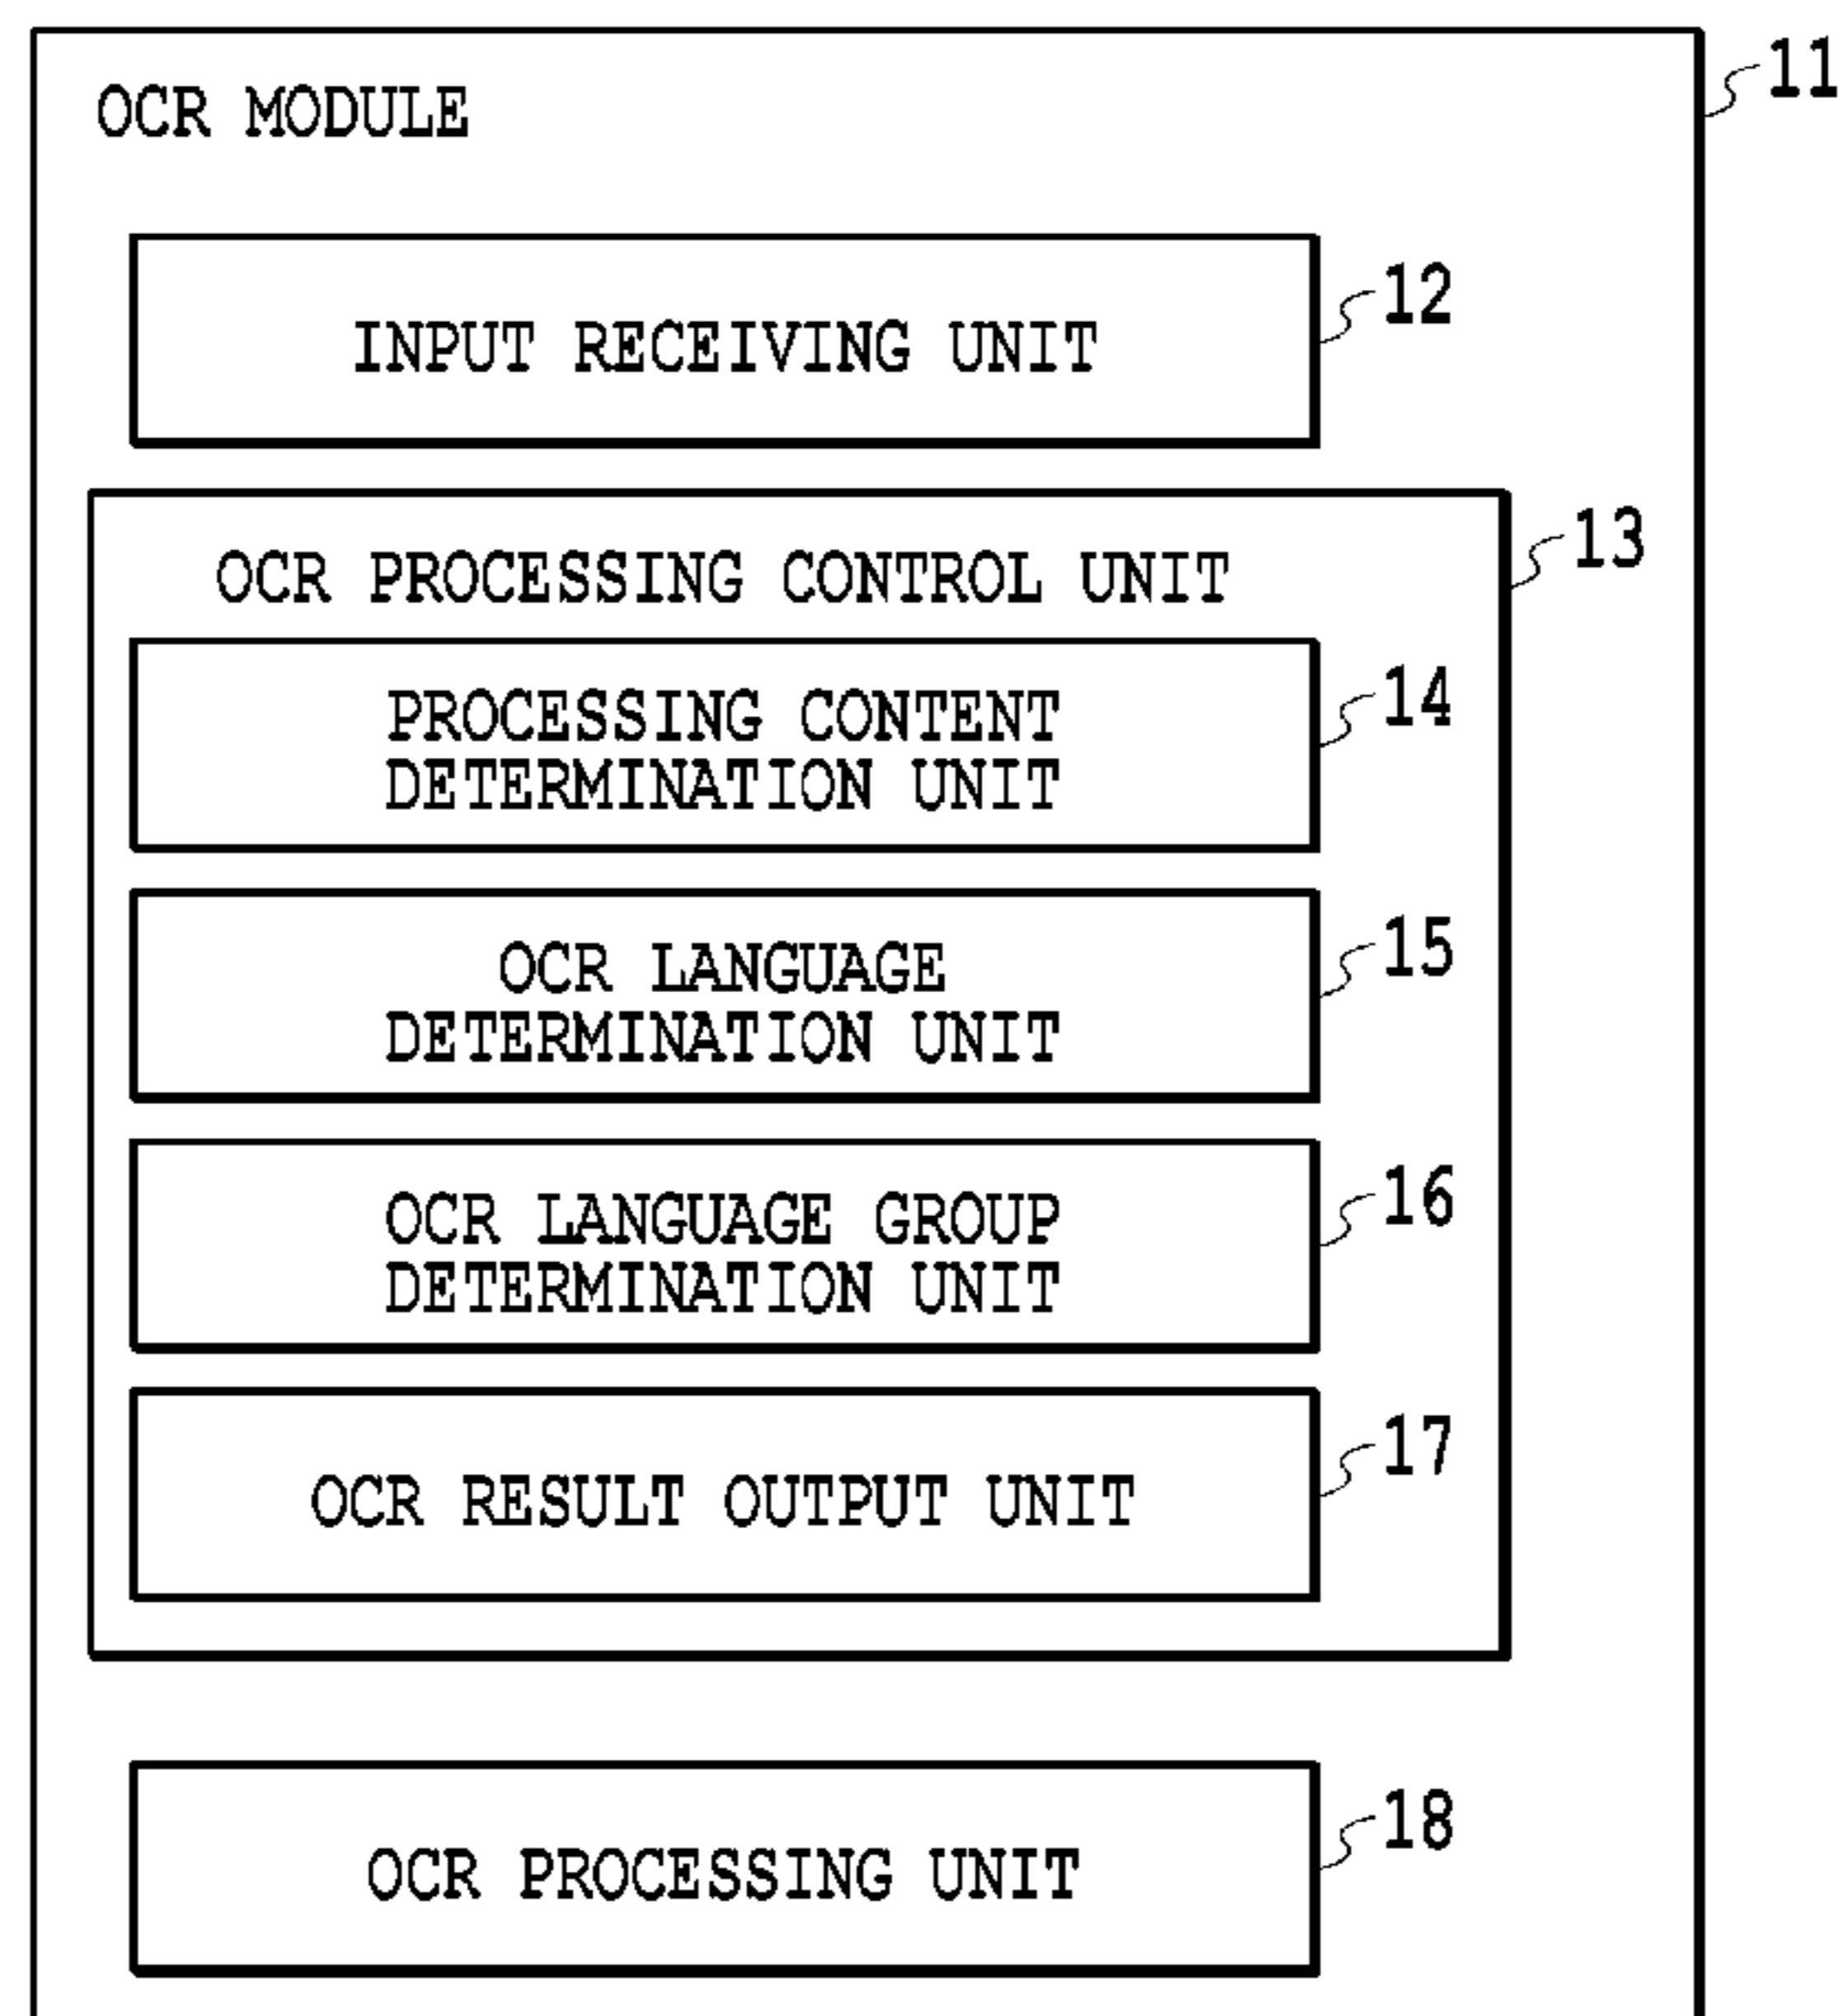 OCR MODULE
11
12
INPUT RECEIVING UNIT
13
OCR PROCESSING CONTROL UNIT
14
PROCESSING CONTENT
DETERMINATION UNIT
15
OCR LANGUAGE
DETERMINATION UNIT
16
OCR LANGUAGE GROUP
DETERMINATION UNIT
17
OCR RESULT OUTPUT UNIT
18
OCR PROCESSING UNIT